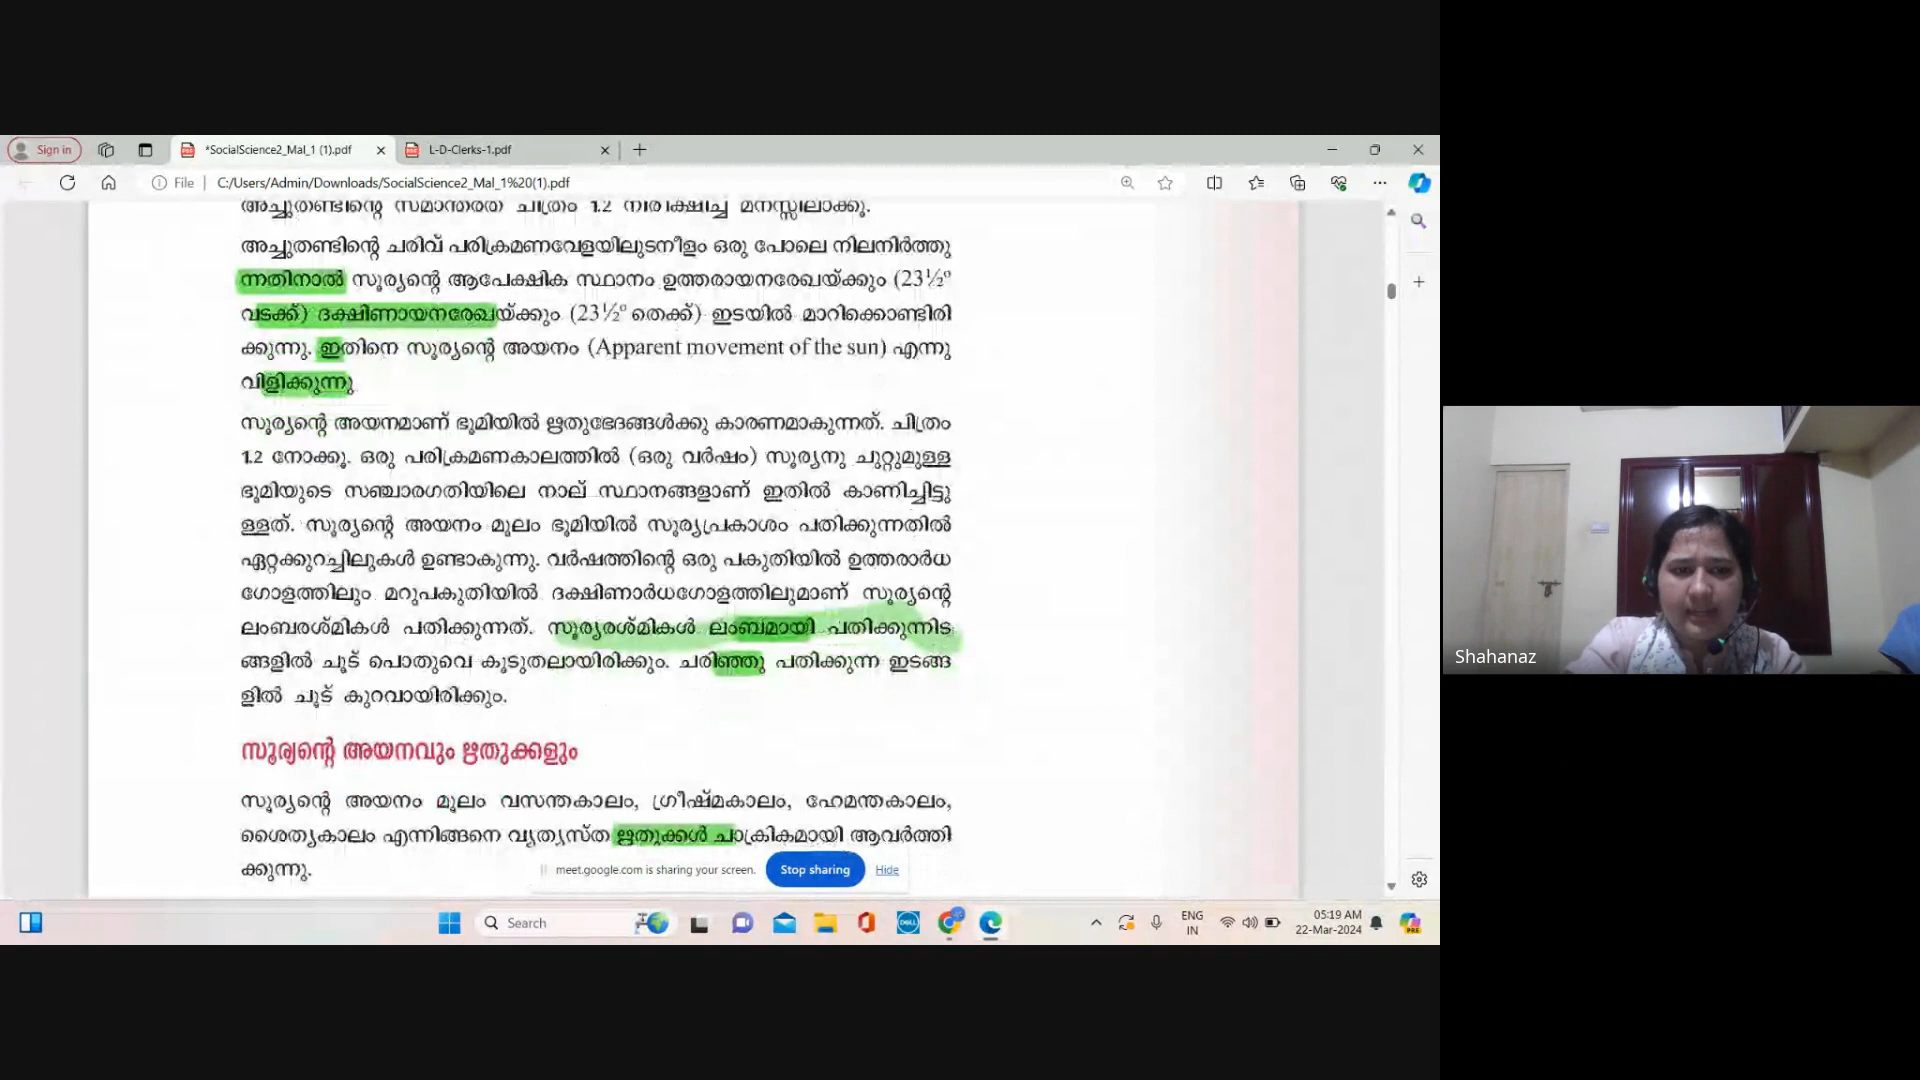 Sign in
*SocialScience2_Mal_1 (1).pdf
L-D-Clerks-1.pdf
File
C:/Users/Admin/Downloads/SocialScience2_Mal_1%20(1).pdf
അച്ചുതണ്ടിന്റെ സമാന്തരത ചിത്രം 1.2 നിരീക്ഷിച്ച് മനസ്സിലാക്കൂ.
അച്ചുതണ്ടിന്റെ ചരിവ് പരിക്രമണവേളയിലുടനീളം ഒരു പോലെ നിലനിർത്തു
ന്നതിനാൽ സൂര്യന്റെ ആപേക്ഷിക സ്ഥാനം ഉത്തരായനരേഖയ്ക്കും (23½°
വടക്ക്) ദക്ഷിണായനരേഖയ്ക്കും (23½° തെക്ക്) ഇടയിൽ മാറിക്കൊണ്ടിരി
ക്കുന്നു. ഇതിനെ സൂര്യന്റെ അയനം (Apparent movement of the sun) എന്നു
വിളിക്കുന്നു
സൂര്യന്റെ അയനമാണ് ഭൂമിയിൽ ഋതുഭേദങ്ങൾക്കു കാരണമാകുന്നത്. ചിത്രം
1.2 നോക്കൂ. ഒരു പരിക്രമണകാലത്തിൽ (ഒരു വർഷം) സൂര്യനു ചുറ്റുമുള്ള
ഭൂമിയുടെ സഞ്ചാരഗതിയിലെ നാല് സ്ഥാനങ്ങളാണ് ഇതിൽ കാണിച്ചിട്ടു
ള്ളത്. സൂര്യന്റെ അയനം മൂലം ഭൂമിയിൽ സൂര്യപ്രകാശം പതിക്കുന്നതിൽ
ഏറ്റക്കുറച്ചിലുകൾ ഉണ്ടാകുന്നു. വർഷത്തിന്റെ ഒരു പകുതിയിൽ ഉത്തരാർധ
ഗോളത്തിലും മറുപകുതിയിൽ ദക്ഷിണാർധഗോളത്തിലുമാണ് സൂര്യന്റെ
ലംബരശ്മികൾ പതിക്കുന്നത്. സൂര്യരശ്മികൾ ലംബമായി പതിക്കുന്നിട
ങ്ങളിൽ ചൂട് പൊതുവെ കൂടുതലായിരിക്കും. ചരിഞ്ഞു പതിക്കുന്ന ഇടങ്ങ
ളിൽ ചൂട് കുറവായിരിക്കും.
സൂര്യന്റെ അയനവും ഋതുക്കളും
സൂര്യന്റെ അയനം മൂലം വസന്തകാലം, ഗ്രീഷ്മകാലം, ഹേമന്തകാലം,
ശൈത്യകാലം എന്നിങ്ങനെ വ്യത്യസ്ത ഋതുക്കൾ ചാക്രികമായി ആവർത്തി
ക്കുന്നു.
meet.google.com is sharing your screen.
Stop sharing
Hide
Search
ENG
IN
05:19 AM
22-Mar-2024
Shahanaz